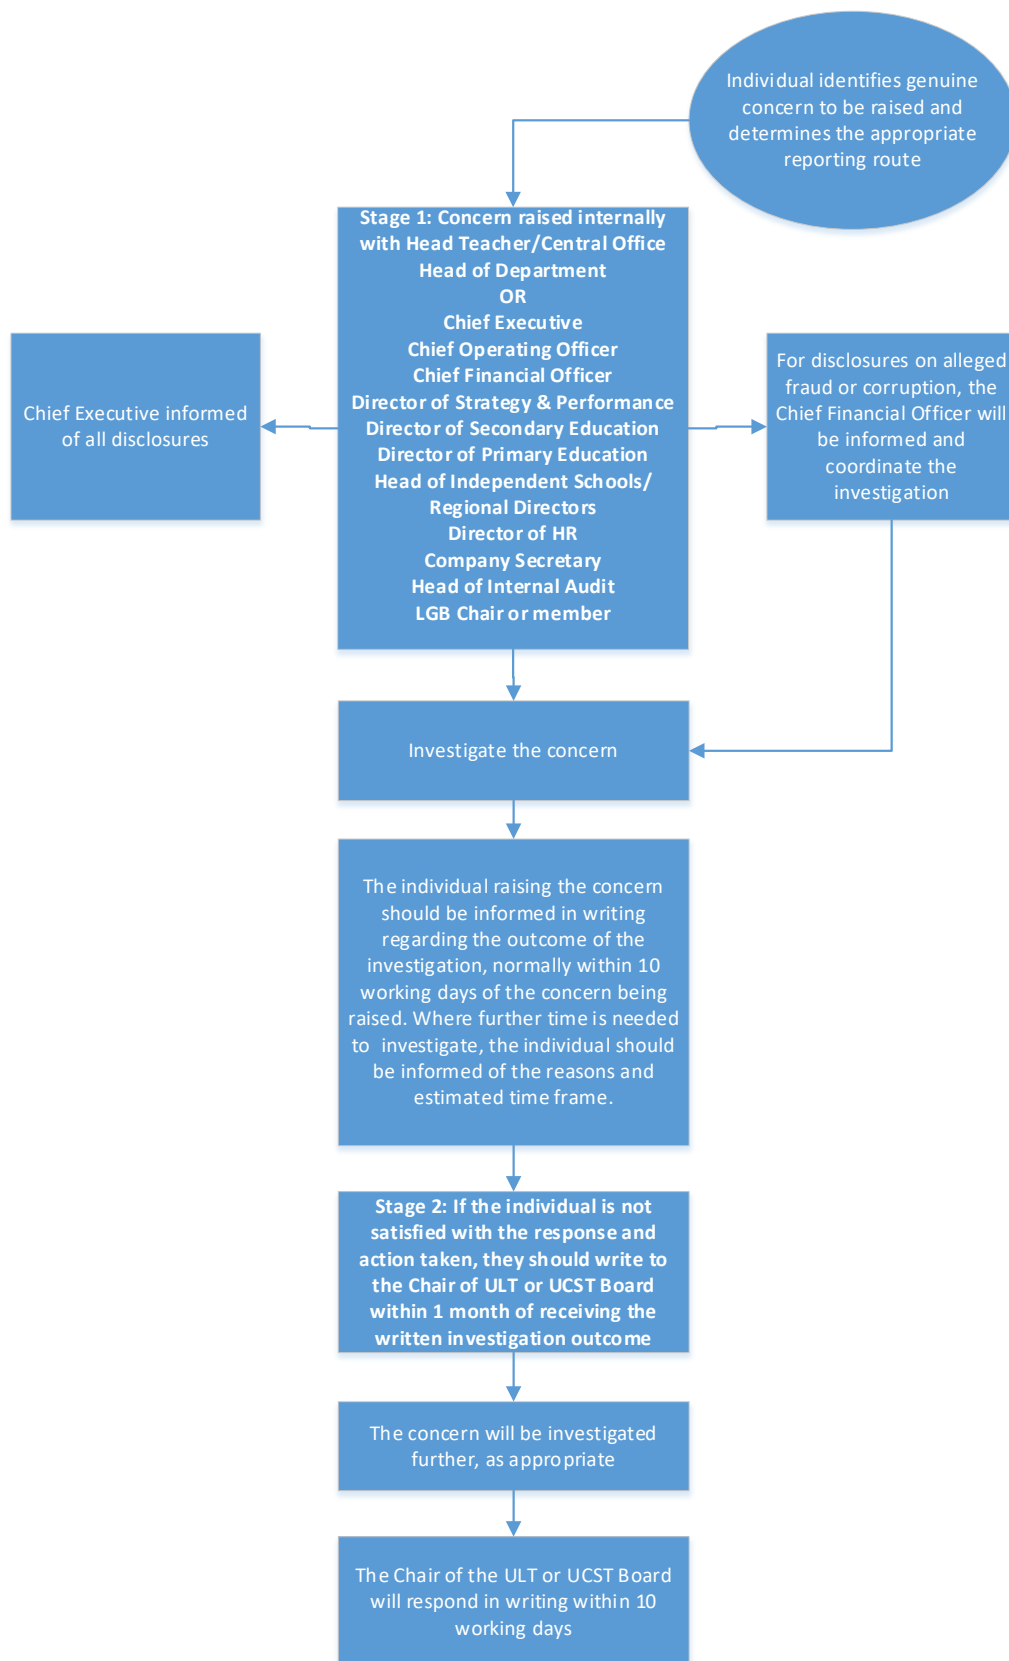 Individual identifies genuine
concern to be raised and
determines the appropriate
reporting route
Stage 1: Concern raised internally
with Head Teacher/Central Office
Head of Department
OR
Chief Executive
Chief Operating Officer
Chief Financial Officer
Director of Strategy & Performance
Director of Secondary Education
Director of Primary Education
Head of Independent Schools/
Regional Directors
Director of HR
Company Secretary
Head of Internal Audit
LGB Chair or member
Chief Executive informed
of all disclosures
For disclosures on alleged
fraud or corruption, the
Chief Financial Officer will
be informed and
coordinate the
investigation
Investigate the concern
The individual raising the concern
should be informed in writing
regarding the outcome of the
investigation, normally within 10
working days of the concern being
raised. Where further time is needed
to investigate, the individual should
be informed of the reasons and
estimated time frame.
Stage 2: If the individual is not
satisfied with the response and
action taken, they should write to
the Chair of ULT or UCST Board
within 1 month of receiving the
written investigation outcome
The concern will be investigated
further, as appropriate
The Chair of the ULT or UCST Board
will respond in writing within 10
working days